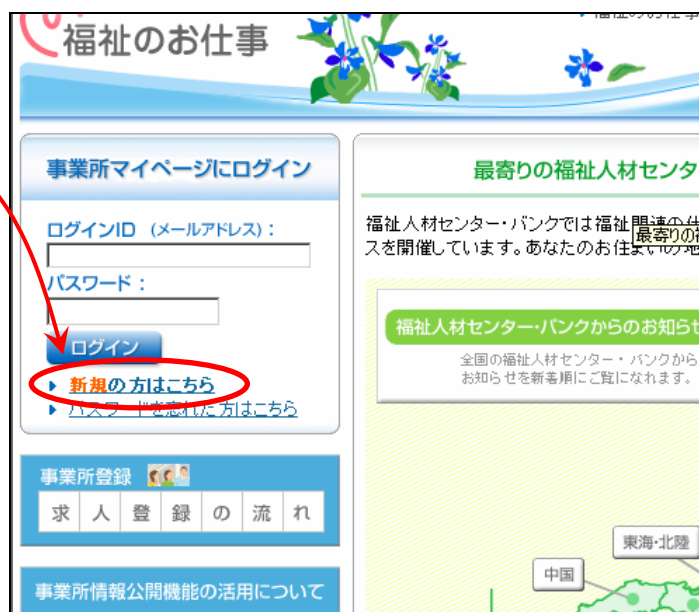 福祉のお仕事
事業所マイページにログイン
ログインID (メールアドレス):
パスワード:
ログイン
新規の方はこちら
パスワードを忘れた方はこちら
事業所登録
求人登録の流れ
事業所情報公開機能の活用について
最寄りの福祉人材センタ
福祉人材センター・バンクでは福祉関連の仕
最寄りの福
スを開催しています。あなたのお住まいの地
福祉人材センター・バンクからのお知らせ
全国の福祉人材センター・バンクから
お知らせを新着順にご覧になれます。
東海・北陸
中国